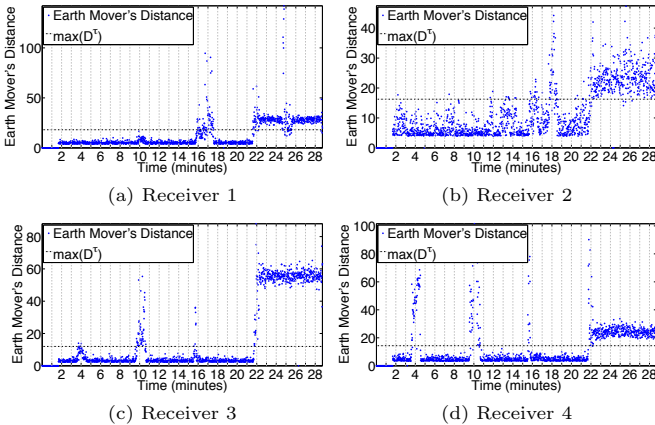 Earth Mover's Distance
max(D^τ)
Earth Mover's Distance
100
50
0
2 4 6 8 10 12 14 16 18 20 22 24 26 28
Time (minutes)
(a) Receiver 1
Earth Mover's Distance
max(D^τ)
Earth Mover's Distance
40
30
20
10
0
2 4 6 8 10 12 14 16 18 20 22 24 26 28
Time (minutes)
(b) Receiver 2
Earth Mover's Distance
max(D^τ)
Earth Mover's Distance
80
60
40
20
0
2 4 6 8 10 12 14 16 18 20 22 24 26 28
Time (minutes)
(c) Receiver 3
Earth Mover's Distance
max(D^τ)
Earth Mover's Distance
100
80
60
40
20
0
2 4 6 8 10 12 14 16 18 20 22 24 26 28
Time (minutes)
(d) Receiver 4